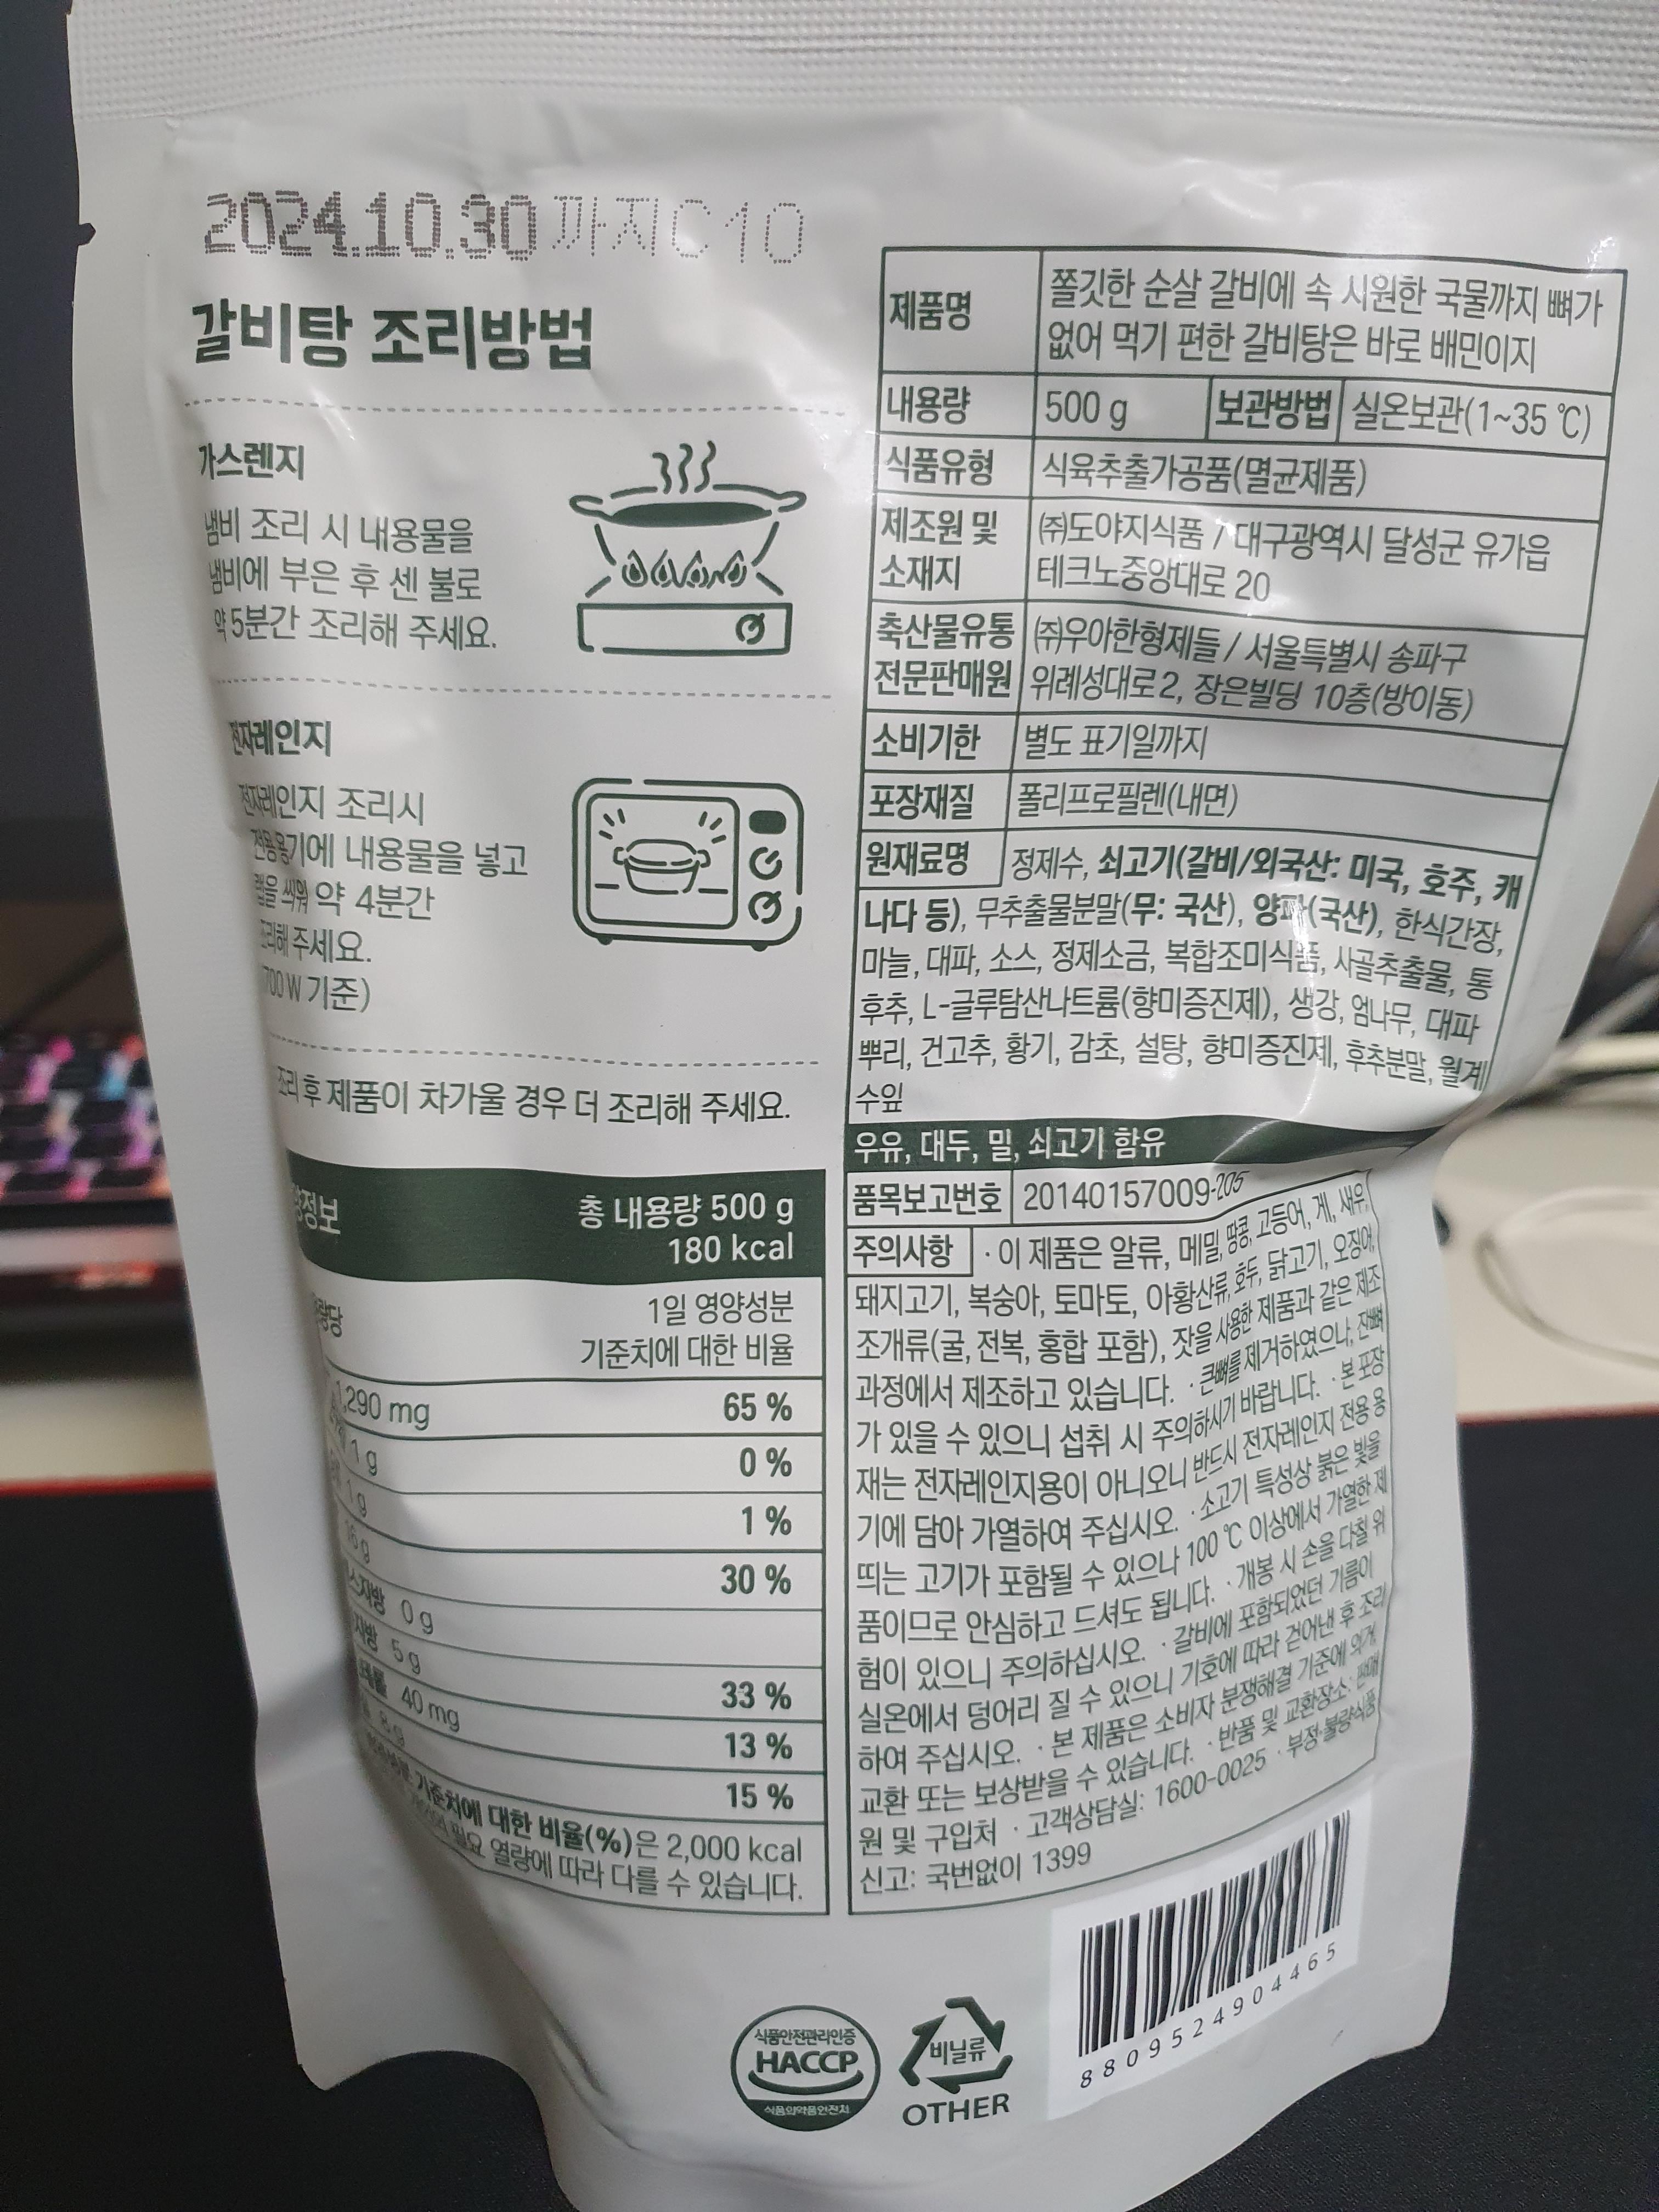 2024.10.30까지C10
갈비탕 조리방법
가스렌지
냄비 조리 시 내용물을
냄비에 부은 후 센 불로
약 5분간 조리해 주세요.
전자레인지
전자레인지 조리시
전용용기에 내용물을 넣고
랩을 씌워 약 4분간
조리해 주세요.
700W 기준)
조리 후 제품이 차가울 경우 더 조리해 주세요.
양정보
총 내용량 500 g
180 kcal
량당
1일 영양성분
기준치에 대한 비율
1,290 mg 65 %
1 g 0 %
1 g 1 %
16 g 30 %
스지방 0 g
지방 5 g 33 %
테롤 40 mg 13 %
8 g 15 %
기준치에 대한 비율(%)은 2,000 kcal
필요 열량에 따라 다를 수 있습니다.
제품명 쫄깃한 순살 갈비에 속 시원한 국물까지 뼈가
없어 먹기 편한 갈비탕은 바로 배민이지
내용량 500 g 보관방법 실온보관(1~35 ℃)
식품유형 식육추출가공품(멸균제품)
제조원 및 ㈜도야지식품 / 대구광역시 달성군 유가읍
소재지 테크노중앙대로 20
축산물유통 ㈜우아한형제들 / 서울특별시 송파구
전문판매원 위례성대로 2, 장은빌딩 10층(방이동)
소비기한 별도 표기일까지
포장재질 폴리프로필렌(내면)
원재료명 정제수, 쇠고기(갈비/외국산: 미국, 호주, 캐
나다 등), 무추출물분말(무: 국산), 양파(국산), 한식간장,
마늘, 대파, 소스, 정제소금, 복합조미식품, 사골추출물, 통
후추, L-글루탐산나트륨(향미증진제), 생강, 엄나무, 대파
뿌리, 건고추, 황기, 감초, 설탕, 향미증진제, 후추분말, 월계
수잎
우유, 대두, 밀, 쇠고기 함유
품목보고번호 20140157009-205
주의사항 · 이 제품은 알류, 메밀, 땅콩, 고등어, 게, 새우,
돼지고기, 복숭아, 토마토, 아황산류, 호두, 닭고기, 오징어,
조개류(굴, 전복, 홍합 포함), 잣을 사용한 제품과 같은 제조
과정에서 제조하고 있습니다. · 큰뼈를 제거하였으나, 잔뼈
가 있을 수 있으니 섭취 시 주의하시기 바랍니다. · 본 포장
재는 전자레인지용이 아니오니 반드시 전자레인지 전용 용
기에 담아 가열하여 주십시오. · 소고기 특성상 붉은 빛을
띄는 고기가 포함될 수 있으나 100 ℃ 이상에서 가열한 제
품이므로 안심하고 드셔도 됩니다. · 개봉 시 손을 다칠 위
험이 있으니 주의하십시오. · 갈비에 포함되었던 기름이
실온에서 덩어리 질 수 있으니 기호에 따라 걷어낸 후 조리
하여 주십시오. · 본 제품은 소비자 분쟁해결 기준에 의거,
교환 또는 보상받을 수 있습니다. · 반품 및 교환장소: 판매
원 및 구입처 · 고객상담실: 1600-0025 · 부정·불량식품
신고: 국번없이 1399
식품안전관리인증
HACCP
식품의약품안전처
비닐류
OTHER
8809524904465